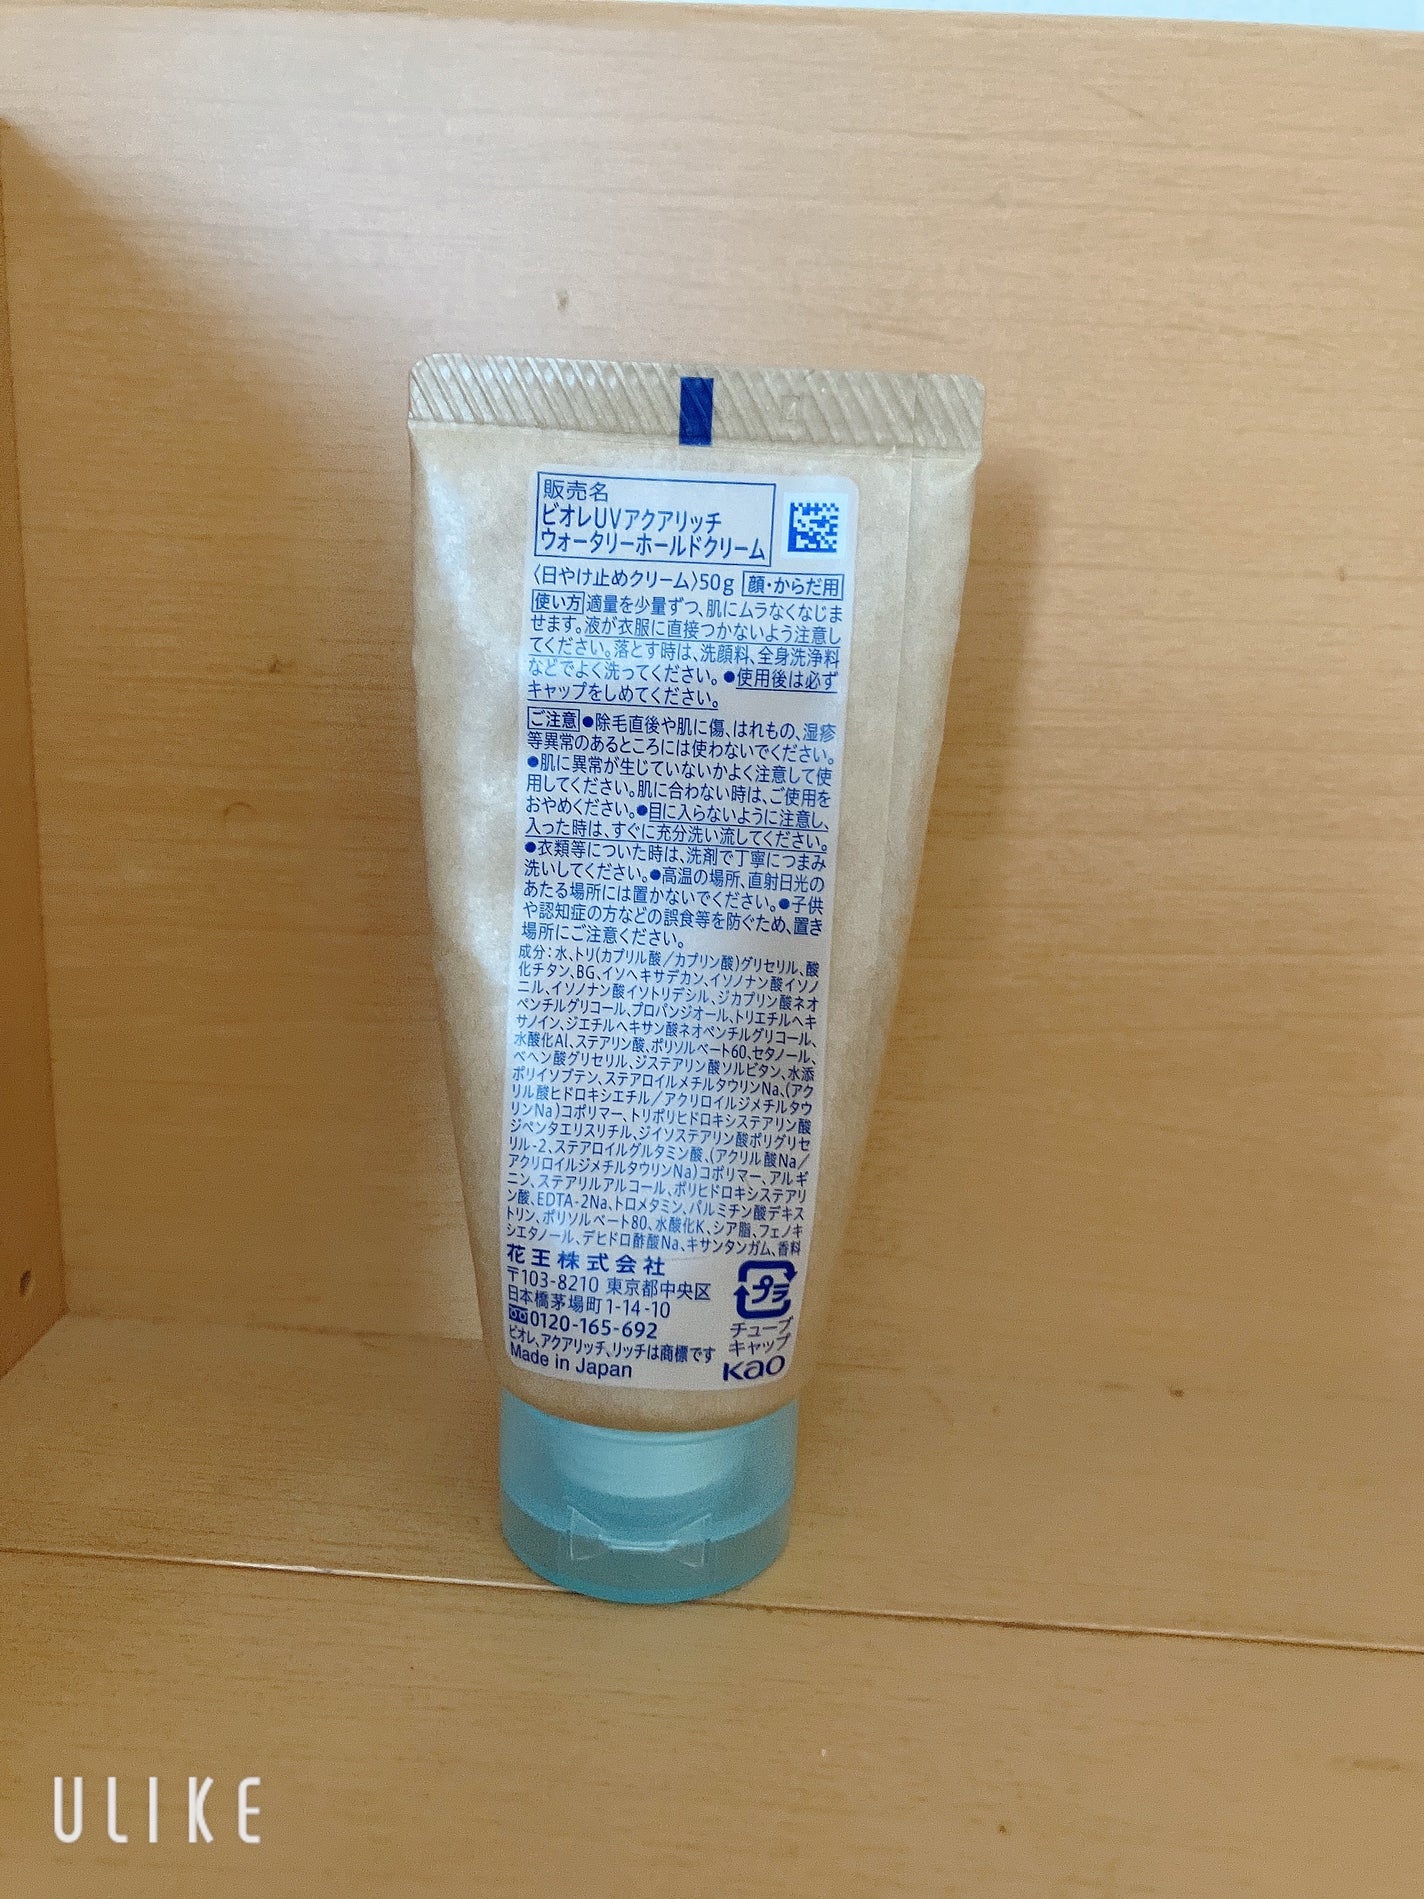 販売名
ビオレUVアクアリッチ
ウォータリーホールドクリーム
〈日やけ止めクリーム〉50g 顔・からだ用
使い方 適量を少量ずつ、肌にムラなくなじま
せます。液が衣服に直接つかないよう注意し
てください。落とす時は、洗顔料、全身洗浄料
などでよく洗ってください。●使用後は必ず
キャップをしめてください。
ご注意 ●除毛直後や肌に傷、はれもの、湿疹
等異常のあるところには使わないでください。
●肌に異常が生じていないかよく注意して使
用してください。肌に合わない時は、ご使用を
おやめください。●目に入らないように注意し、
入った時は、すぐに充分洗い流してください。
●衣類等についた時は、洗剤で丁寧につまみ
洗いしてください。●高温の場所、直射日光の
あたる場所には置かないでください。●子供
や認知症の方などの誤食等を防ぐため、置き
場所にご注意ください。
成分：水、トリ(カプリル酸／カプリン酸)グリセリル、酸
化チタン、BG、イソヘキサデカン、イソノナン酸イソノ
ニル、イソノナン酸イソトリデシル、ジカプリン酸ネオ
ペンチルグリコール、プロパンジオール、トリエチルヘキ
サノイン、ジエチルヘキサン酸ネオペンチルグリコール、
水酸化Al、ステアリン酸、ポリソルベート60、セタノール、
ベヘン酸グリセリル、ジステアリン酸ソルビタン、水添
ポリイソブテン、ステアロイルメチルタウリンNa、(アク
リル酸ヒドロキシエチル／アクリロイルジメチルタウ
リンNa)コポリマー、トリポリヒドロキシステアリン酸
ジペンタエリスリチル、ジイソステアリン酸ポリグリセ
リル-2、ステアロイルグルタミン酸、(アクリル酸Na／
アクリロイルジメチルタウリンNa)コポリマー、アルギ
ニン、ステアリルアルコール、ポリヒドロキシステアリ
ン酸、EDTA-2Na、トロメタミン、パルミチン酸デキス
トリン、ポリソルベート80、水酸化K、シア脂、フェノキ
シエタノール、デヒドロ酢酸Na、キサンタンガム、香料
花王株式会社
〒103-8210 東京都中央区
日本橋茅場町1-14-10
0120-165-692
ビオレ、アクアリッチ、リッチは商標です
Made in Japan
プラ
チューブ
キャップ
Kao
ULIKE